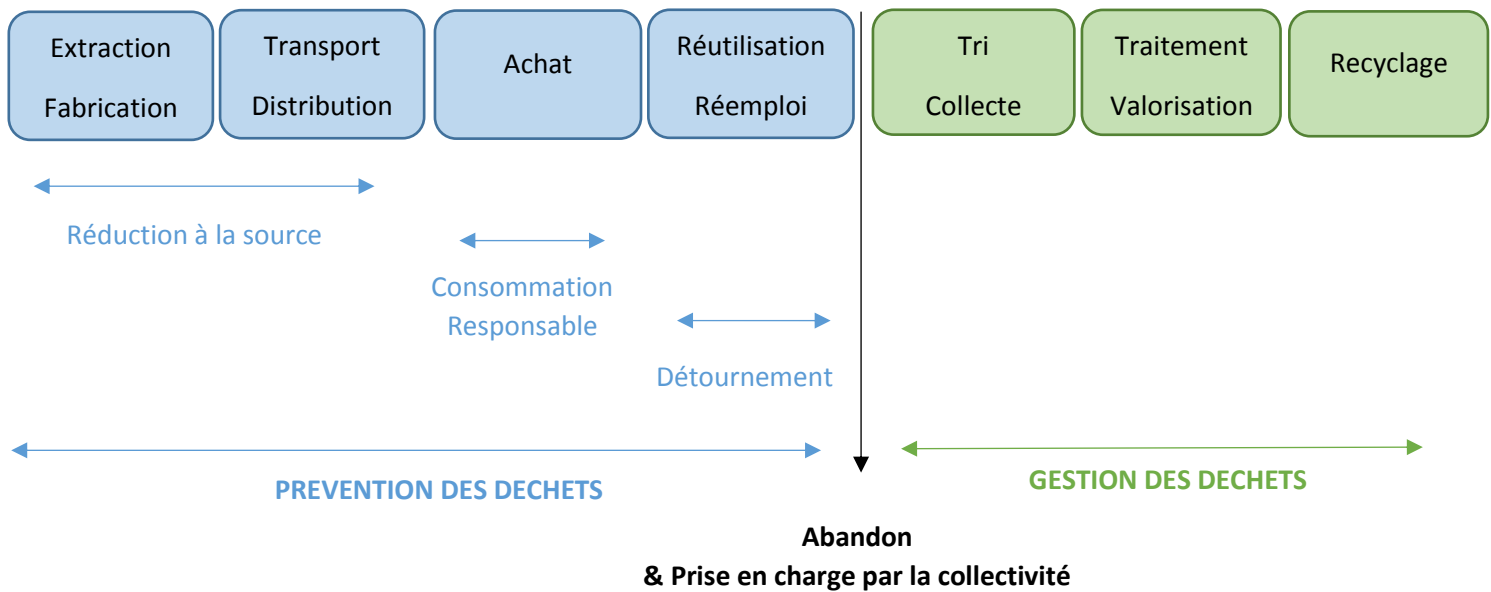 Extraction
Fabrication
Transport
Distribution
Achat
Réutilisation
Réemploi
Tri
Collecte
Traitement
Valorisation
Recyclage
Réduction à la source
Consommation
Responsable
Détournement
PREVENTION DES DECHETS
GESTION DES DECHETS
Abandon
& Prise en charge par la collectivité